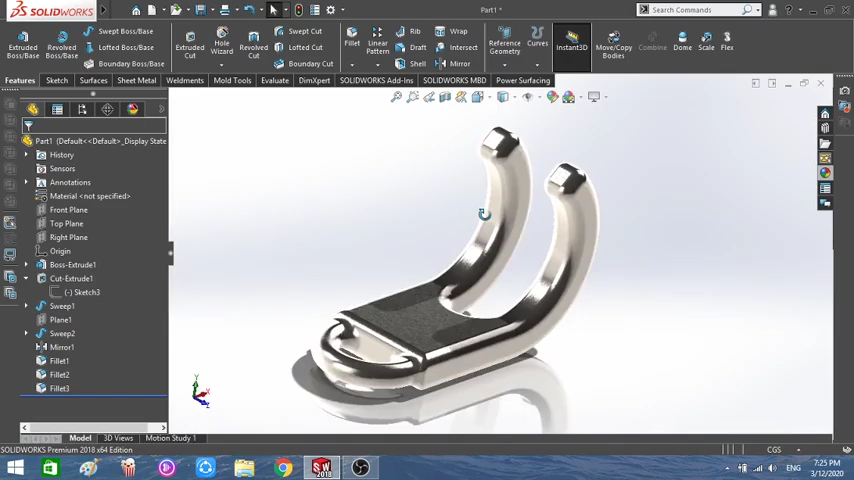 SOLIDWORKS
Part1 *
Search Commands
Extruded Boss/Base
Revolved Boss/Base
Swept Boss/Base
Lofted Boss/Base
Boundary Boss/Base
Extruded Cut
Hole Wizard
Revolved Cut
Swept Cut
Lofted Cut
Boundary Cut
Fillet
Linear Pattern
Rib
Draft
Shell
Wrap
Intersect
Mirror
Reference Geometry
Curves
Instant3D
Move/Copy Bodies
Combine
Dome
Scale
Flex
Features
Sketch
Surfaces
Sheet Metal
Weldments
Mold Tools
Evaluate
DimXpert
SOLIDWORKS Add-Ins
SOLIDWORKS MBD
Power Surfacing
Part1 (Default<<Default>_Display State
History
Sensors
Annotations
Material <not specified>
Front Plane
Top Plane
Right Plane
Origin
Boss-Extrude1
Cut-Extrude1
(-) Sketch3
Sweep1
Plane1
Sweep2
Mirror1
Fillet1
Fillet2
Fillet3
Model
3D Views
Motion Study 1
SOLIDWORKS Premium 2018 x64 Edition
CGS
SW
2018
ENG
7:25 PM
3/12/2020